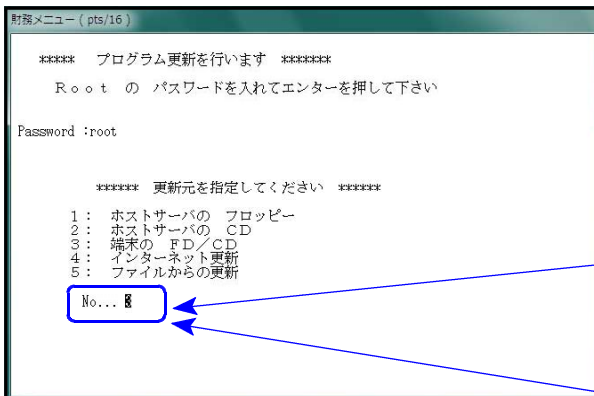 財務メニュー ( pts/16 )
***** プログラム更新を行います *******
Ｒｏｏｔ の パスワードを入れてエンターを押して下さい
Password :root
****** 更新元を指定してください ******
1： ホストサーバの フロッピー
2： ホストサーバの ＣＤ
3： 端末の ＦＤ／ＣＤ
4： インターネット更新
5： ファイルからの更新
No...